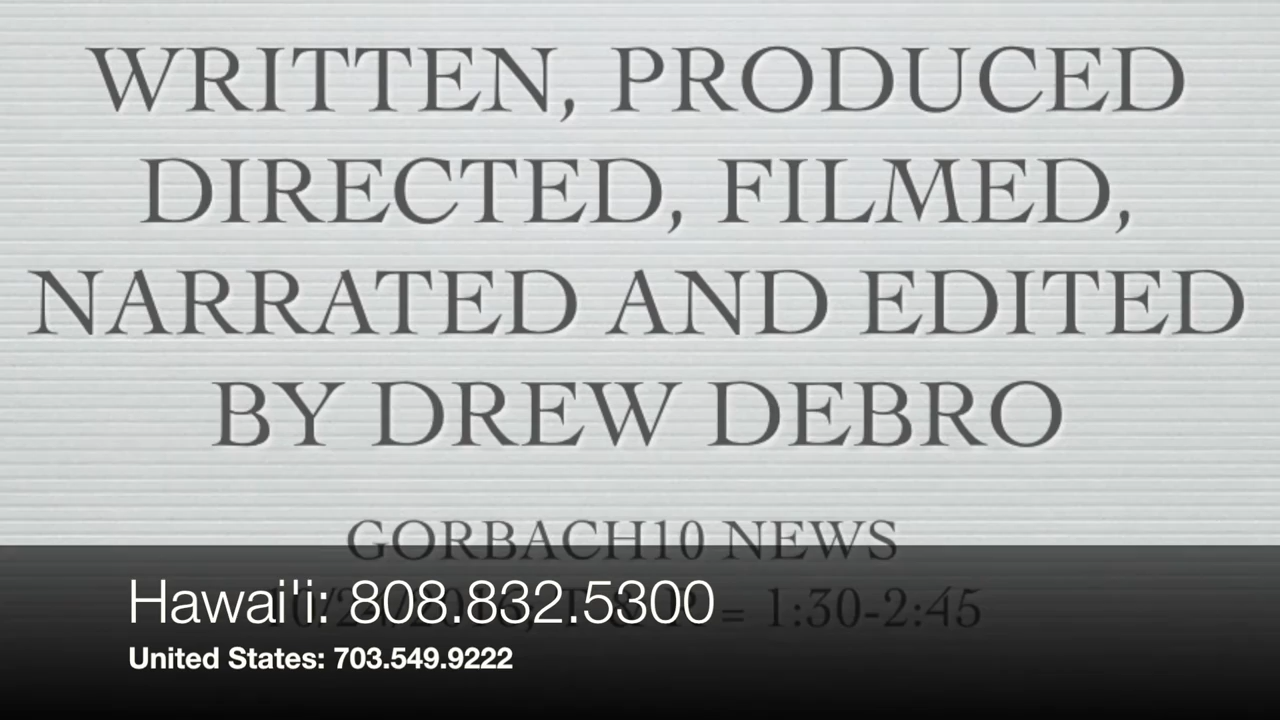 WRITTEN, PRODUCED
DIRECTED, FILMED,
NARRATED AND EDITED
BY DREW DEBRO
GORBACH10 NEWS
= 1:30-2:45
Hawai'i: 808.832.5300
United States: 703.549.9222